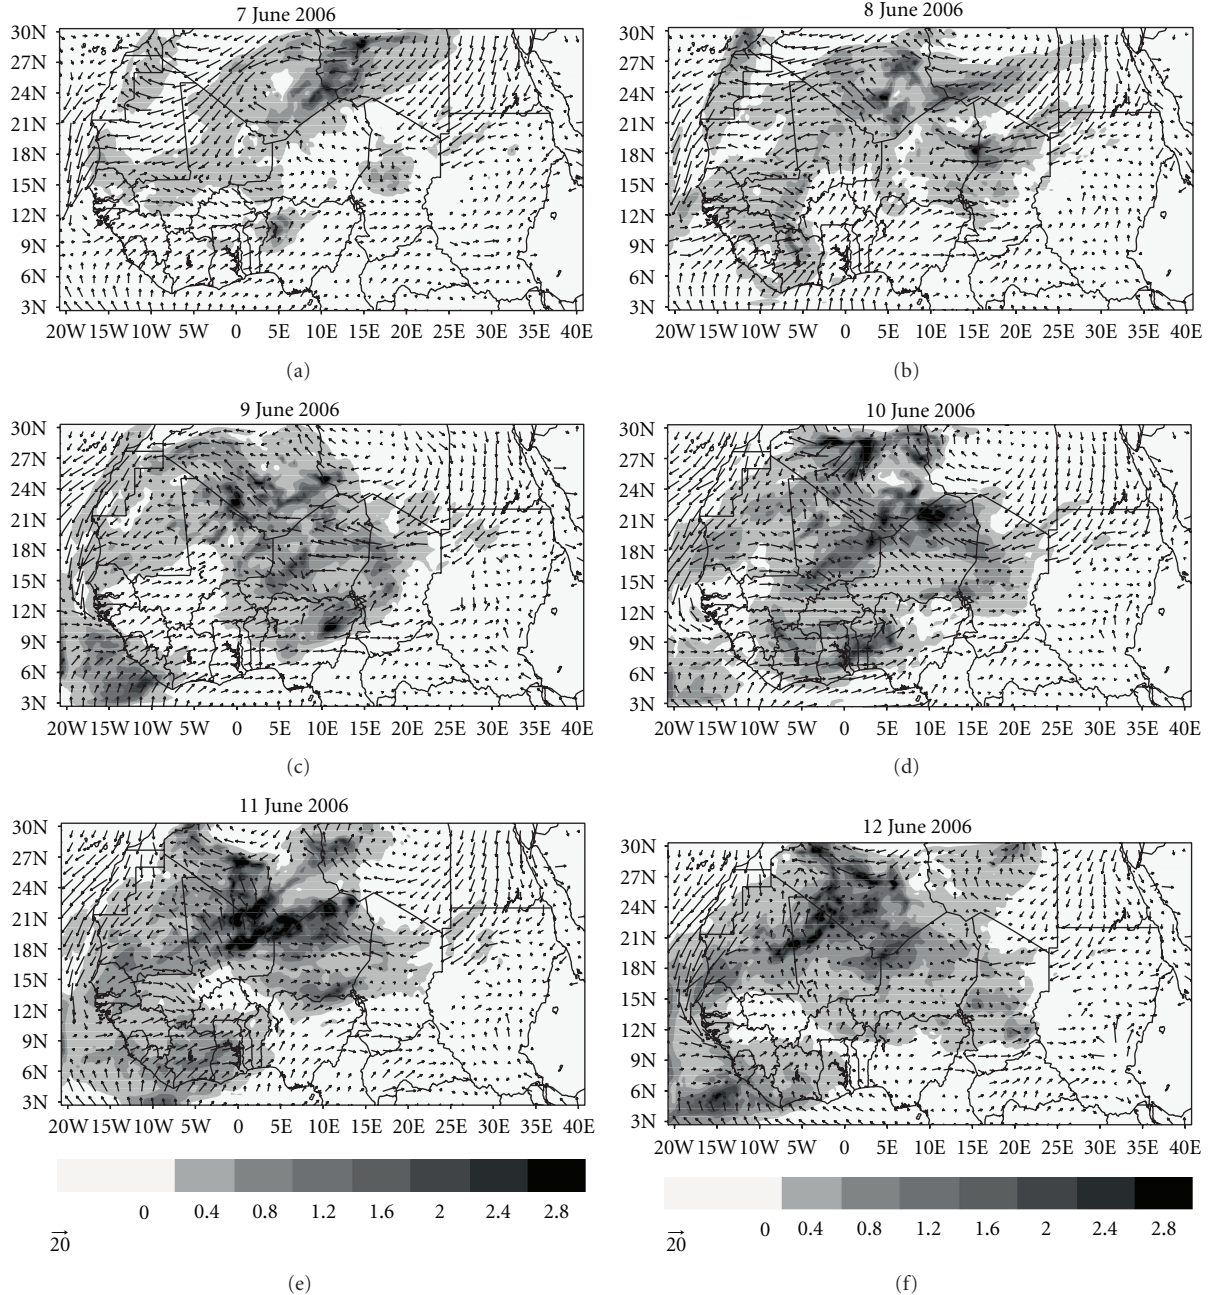 7 June 2006
30N
27N
24N
21N
18N
15N
12N
9N
6N
3N
20W 15W 10W 5W 0 5E 10E 15E 20E 25E 30E 35E 40E
(a)
8 June 2006
30N
27N
24N
21N
18N
15N
12N
9N
6N
3N
20W 15W 10W 5W 0 5E 10E 15E 20E 25E 30E 35E 40E
(b)
9 June 2006
30N
27N
24N
21N
18N
15N
12N
9N
6N
3N
20W 15W 10W 5W 0 5E 10E 15E 20E 25E 30E 35E 40E
(c)
10 June 2006
30N
27N
24N
21N
18N
15N
12N
9N
6N
3N
20W 15W 10W 5W 0 5E 10E 15E 20E 25E 30E 35E 40E
(d)
11 June 2006
30N
27N
24N
21N
18N
15N
12N
9N
6N
3N
20W 15W 10W 5W 0 5E 10E 15E 20E 25E 30E 35E 40E
0 0.4 0.8 1.2 1.6 2 2.4 2.8
20
(e)
12 June 2006
30N
27N
24N
21N
18N
15N
12N
9N
6N
3N
20W 15W 10W 5W 0 5E 10E 15E 20E 25E 30E 35E 40E
0 0.4 0.8 1.2 1.6 2 2.4 2.8
20
(f)